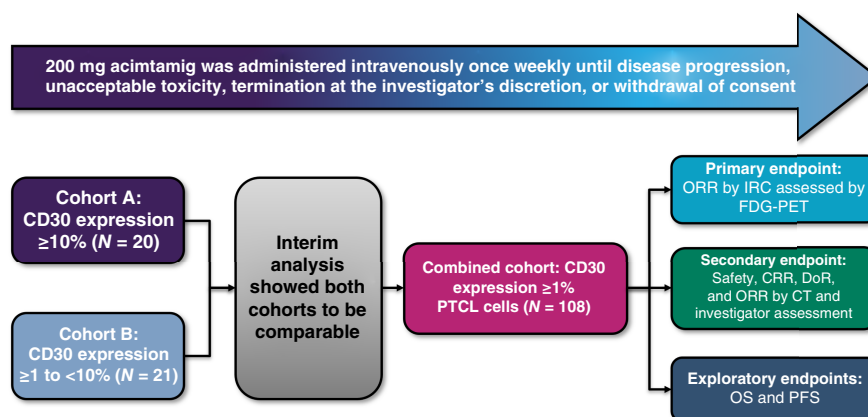 200 mg acimtamig was administered intravenously once weekly until disease progression,
unacceptable toxicity, termination at the investigator's discretion, or withdrawal of consent
Cohort A:
CD30 expression
≥10% (N = 20)
Cohort B:
CD30 expression
≥1 to <10% (N = 21)
Interim
analysis
showed both
cohorts to be
comparable
Combined cohort: CD30
expression ≥1%
PTCL cells (N = 108)
Primary endpoint:
ORR by IRC assessed by
FDG-PET
Secondary endpoint:
Safety, CRR, DoR,
and ORR by CT and
investigator assessment
Exploratory endpoints:
OS and PFS